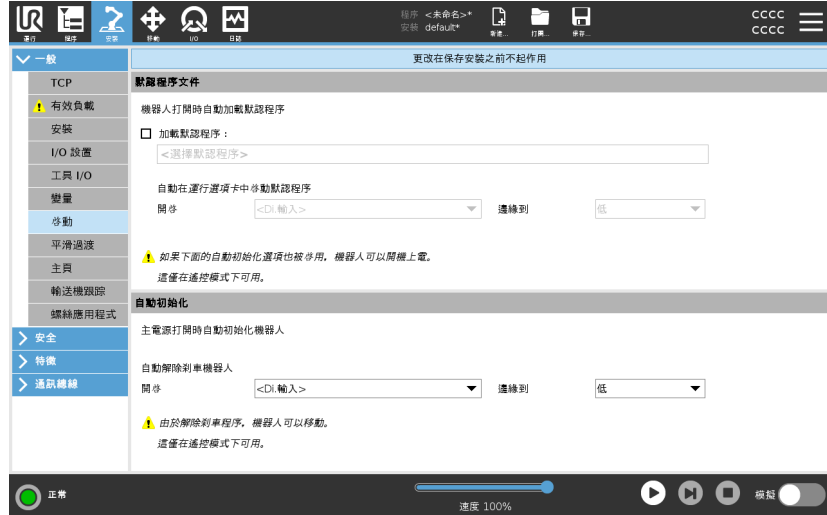 UR
運行
程序
安裝
移動
I/O
日誌
程序 <未命名>*
安裝 default*
新建...
打開...
保存...
CCCC
CCCC
一般
更改在保存安裝之前不起作用
TCP
默認程序文件
有效負載
機器人打開時自動加載默認程序
安裝
加載默認程序：
I/O 設置
<選擇默認程序>
工具 I/O
自動在運行選項卡中啓動默認程序
變量
開啓
<Di.輸入>
邊緣到
低
啓動
平滑過渡
如果下面的自動初始化選項也被啓用，機器人可以開機上電。
主頁
這僅在遙控模式下可用。
輸送機跟踪
自動初始化
螺絲應用程式
主電源打開時自動初始化機器人
安全
特徵
自動解除剎車機器人
通訊總線
開啓
<Di.輸入>
邊緣到
低
由於解除剎車程序，機器人可以移動。
這僅在遙控模式下可用。
正常
速度 100%
模擬